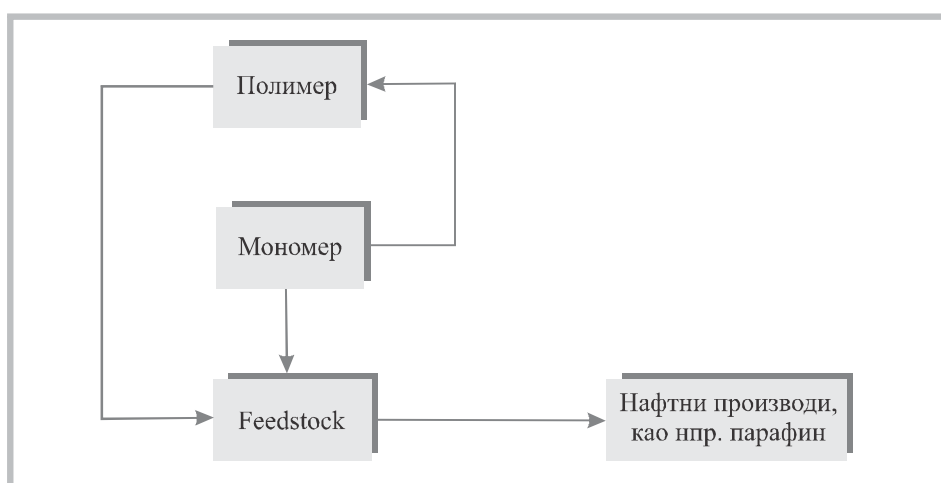 Полимер
Мономер
Feedstock
Нафтни производи,
као нпр. парафин